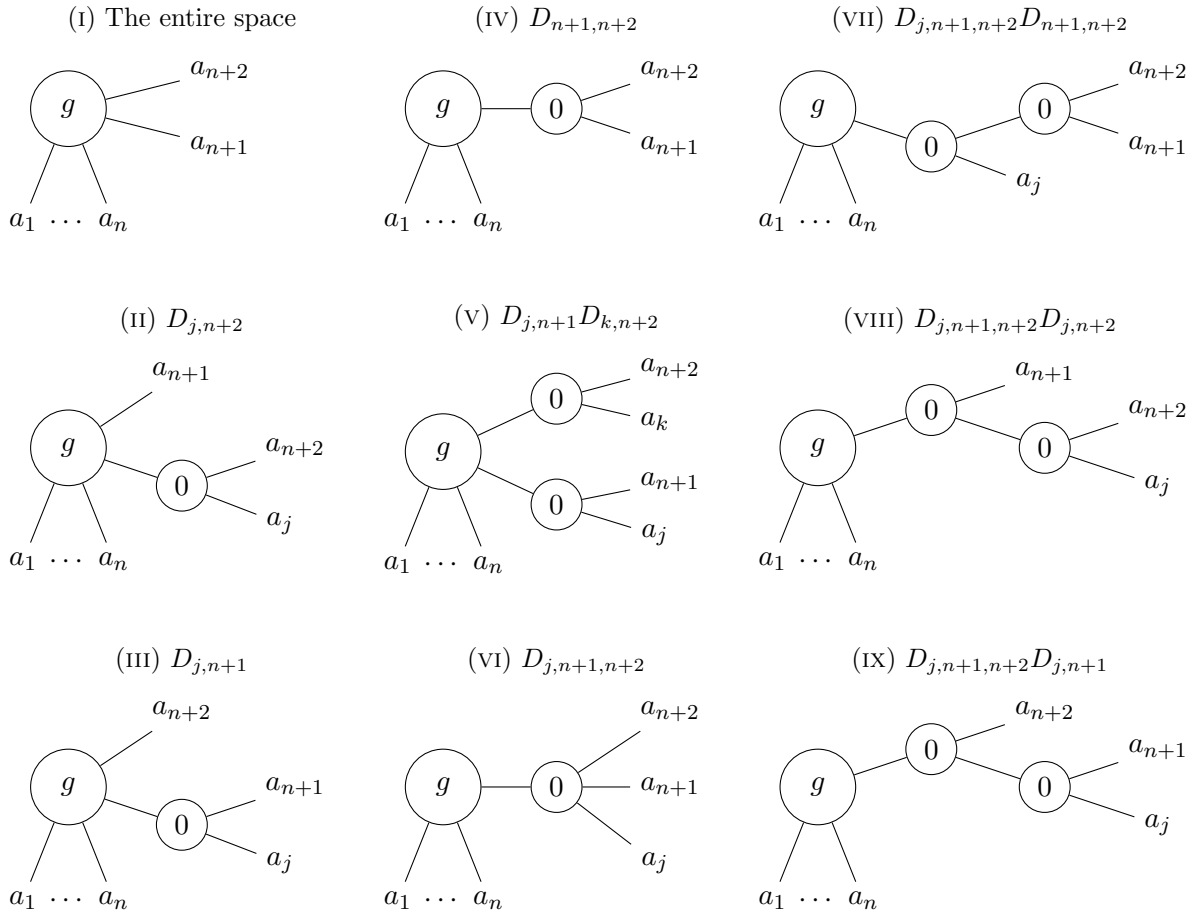 (I) The entire space
a_{n+2}
g
a_{n+1}
a_1 … a_n
(IV) D_{n+1,n+2}
a_{n+2}
g 0
a_{n+1}
a_1 … a_n
(VII) D_{j,n+1,n+2}D_{n+1,n+2}
a_{n+2}
g 0
0 a_{n+1}
a_j
a_1 … a_n
(II) D_{j,n+2}
a_{n+1}
g a_{n+2}
0
a_j
a_1 … a_n
(V) D_{j,n+1}D_{k,n+2}
a_{n+2}
0
a_k
g
a_{n+1}
0
a_j
a_1 … a_n
(VIII) D_{j,n+1,n+2}D_{j,n+2}
a_{n+1}
0 a_{n+2}
g 0
a_j
a_1 … a_n
(III) D_{j,n+1}
a_{n+2}
g a_{n+1}
0
a_j
a_1 … a_n
(VI) D_{j,n+1,n+2}
a_{n+2}
g 0 a_{n+1}
a_j
a_1 … a_n
(IX) D_{j,n+1,n+2}D_{j,n+1}
a_{n+2}
0 a_{n+1}
g 0
a_j
a_1 … a_n